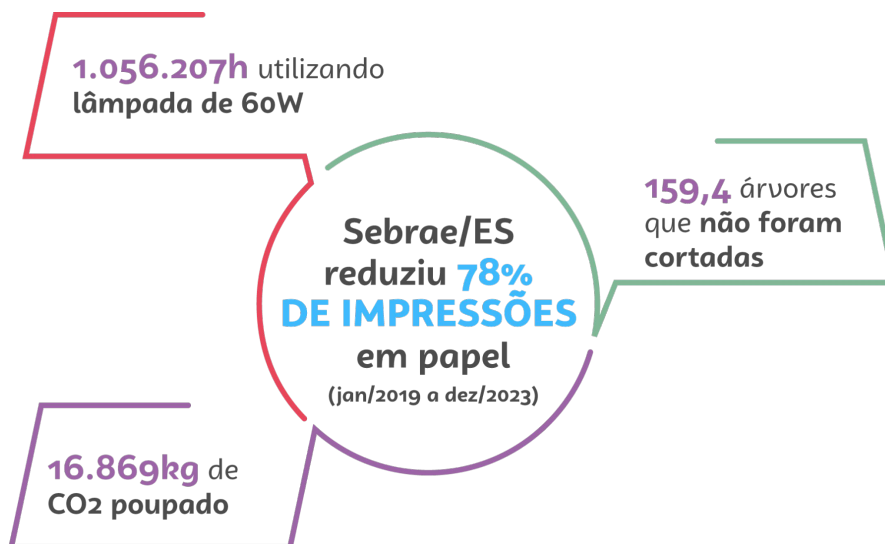 1.056.207h utilizando
lâmpada de 60W
159,4 árvores
que não foram
cortadas
Sebrae/ES
reduziu 78%
DE IMPRESSÕES
em papel
(jan/2019 a dez/2023)
16.869kg de
CO2 poupado